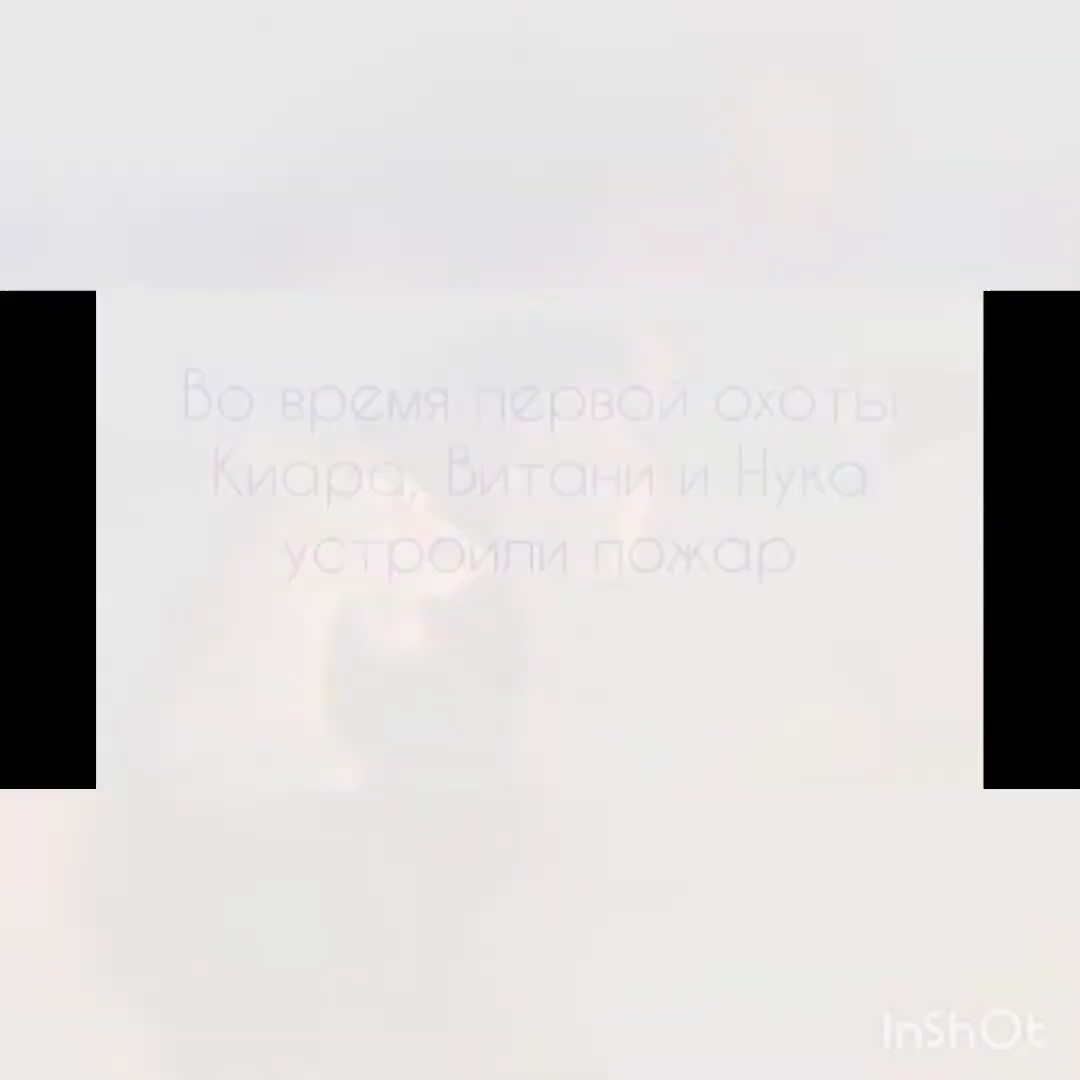 Во время первой охоты
Киара, Витани и Нука
устроили пожар
InShOt